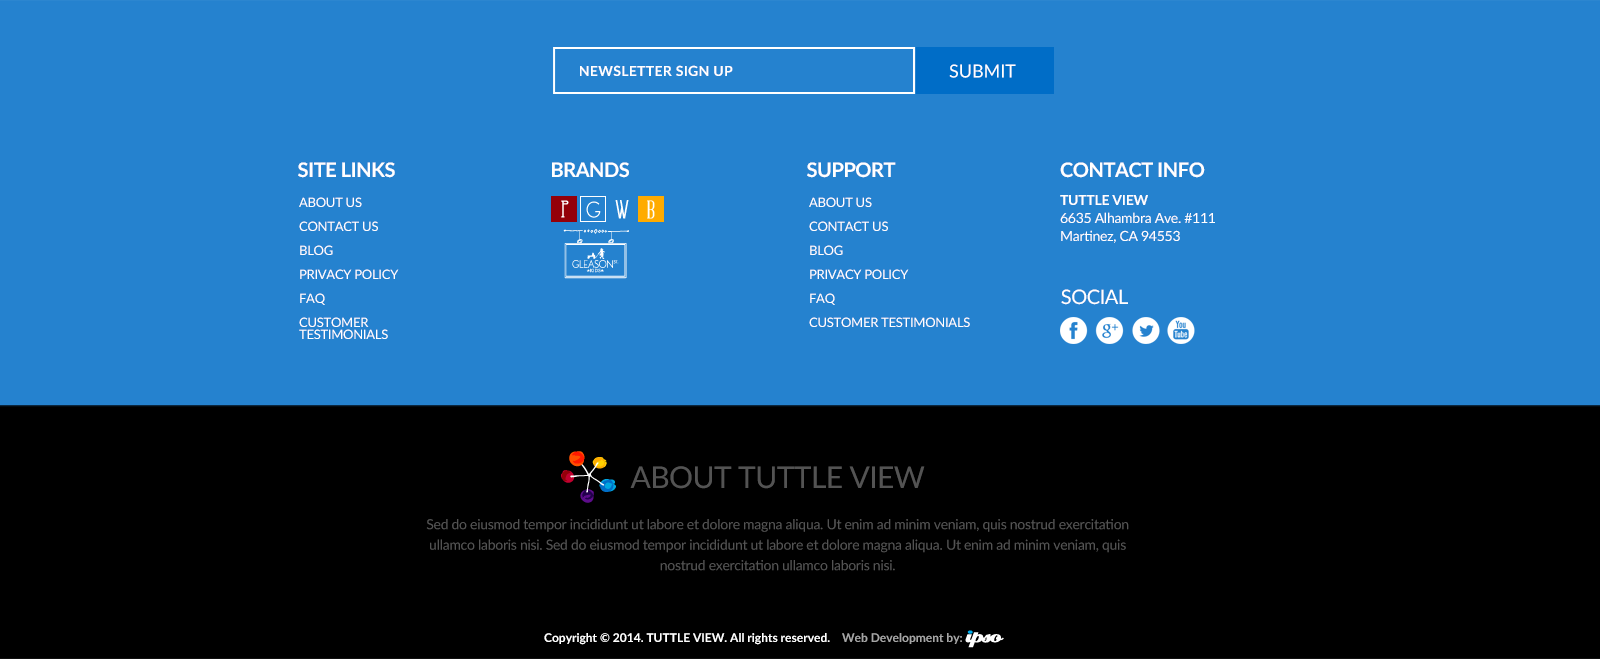 NEWSLETTER SIGN UP
SUBMIT
SITE LINKS
ABOUT US
CONTACT US
BLOG
PRIVACY POLICY
FAQ
CUSTOMER
TESTIMONIALS
BRANDS
P G W B
GLEASON
SUPPORT
ABOUT US
CONTACT US
BLOG
PRIVACY POLICY
FAQ
CUSTOMER TESTIMONIALS
CONTACT INFO
TUTTLE VIEW
6635 Alhambra Ave. #111
Martinez, CA 94553
SOCIAL
f g+ You
Tube
ABOUT TUTTLE VIEW
Sed do eiusmod tempor incididunt ut labore et dolore magna aliqua. Ut enim ad minim veniam, quis nostrud exercitation
ullamco laboris nisi. Sed do eiusmod tempor incididunt ut labore et dolore magna aliqua. Ut enim ad minim veniam, quis
nostrud exercitation ullamco laboris nisi.
Copyright © 2014. TUTTLE VIEW. All rights reserved. Web Development by: ipso